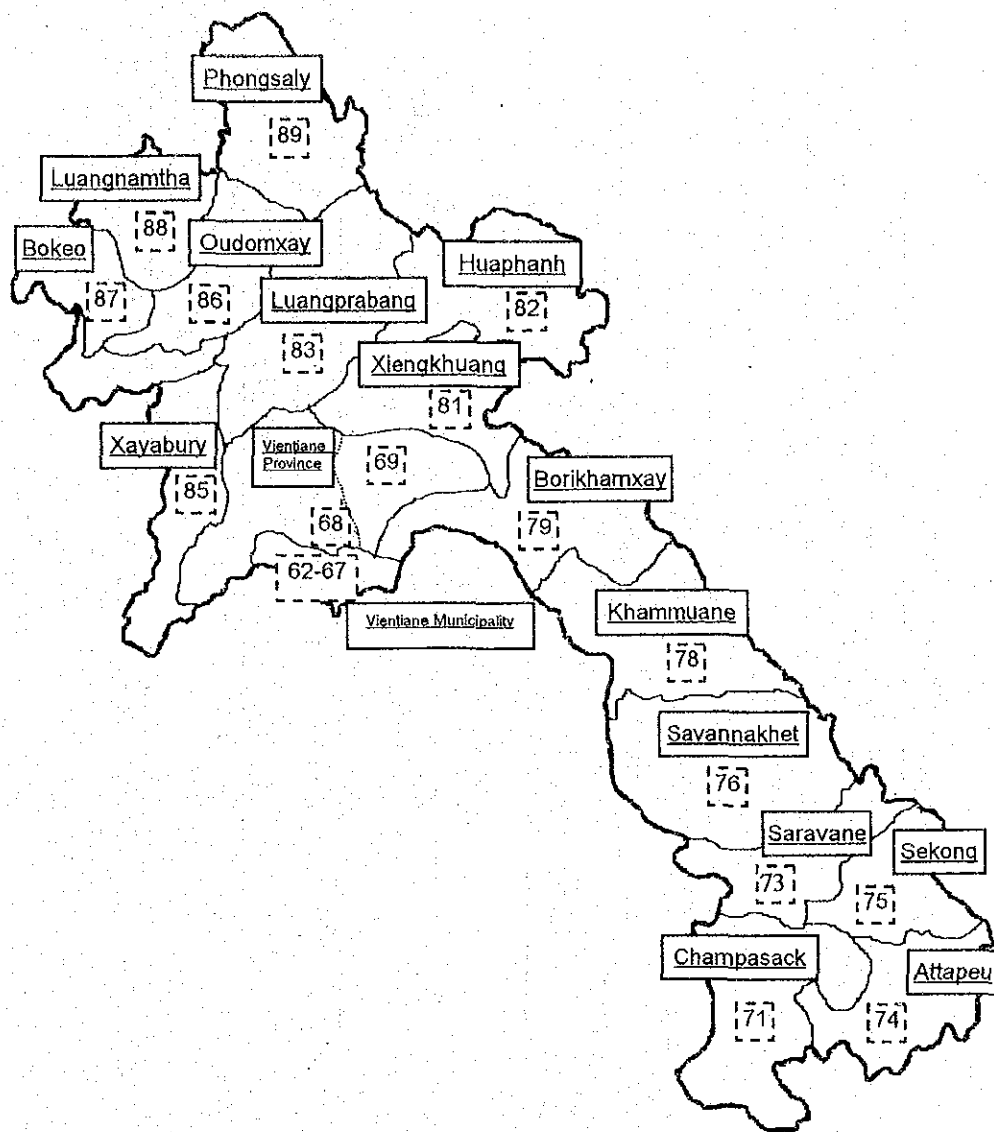 Phongsaly
89
Luangnamtha
88
Oudomxay
Bokeo
Huaphanh
87
86
Luangprabang
82
83
Xiengkhuang
81
Xayabury
Vientiane
Province
69
85
Borikhamxay
68
79
62-67
Khammuane
Vientiane Municipality
78
Savannakhet
76
Saravane
Sekong
73
75
Champasack
Attapeu
71
74